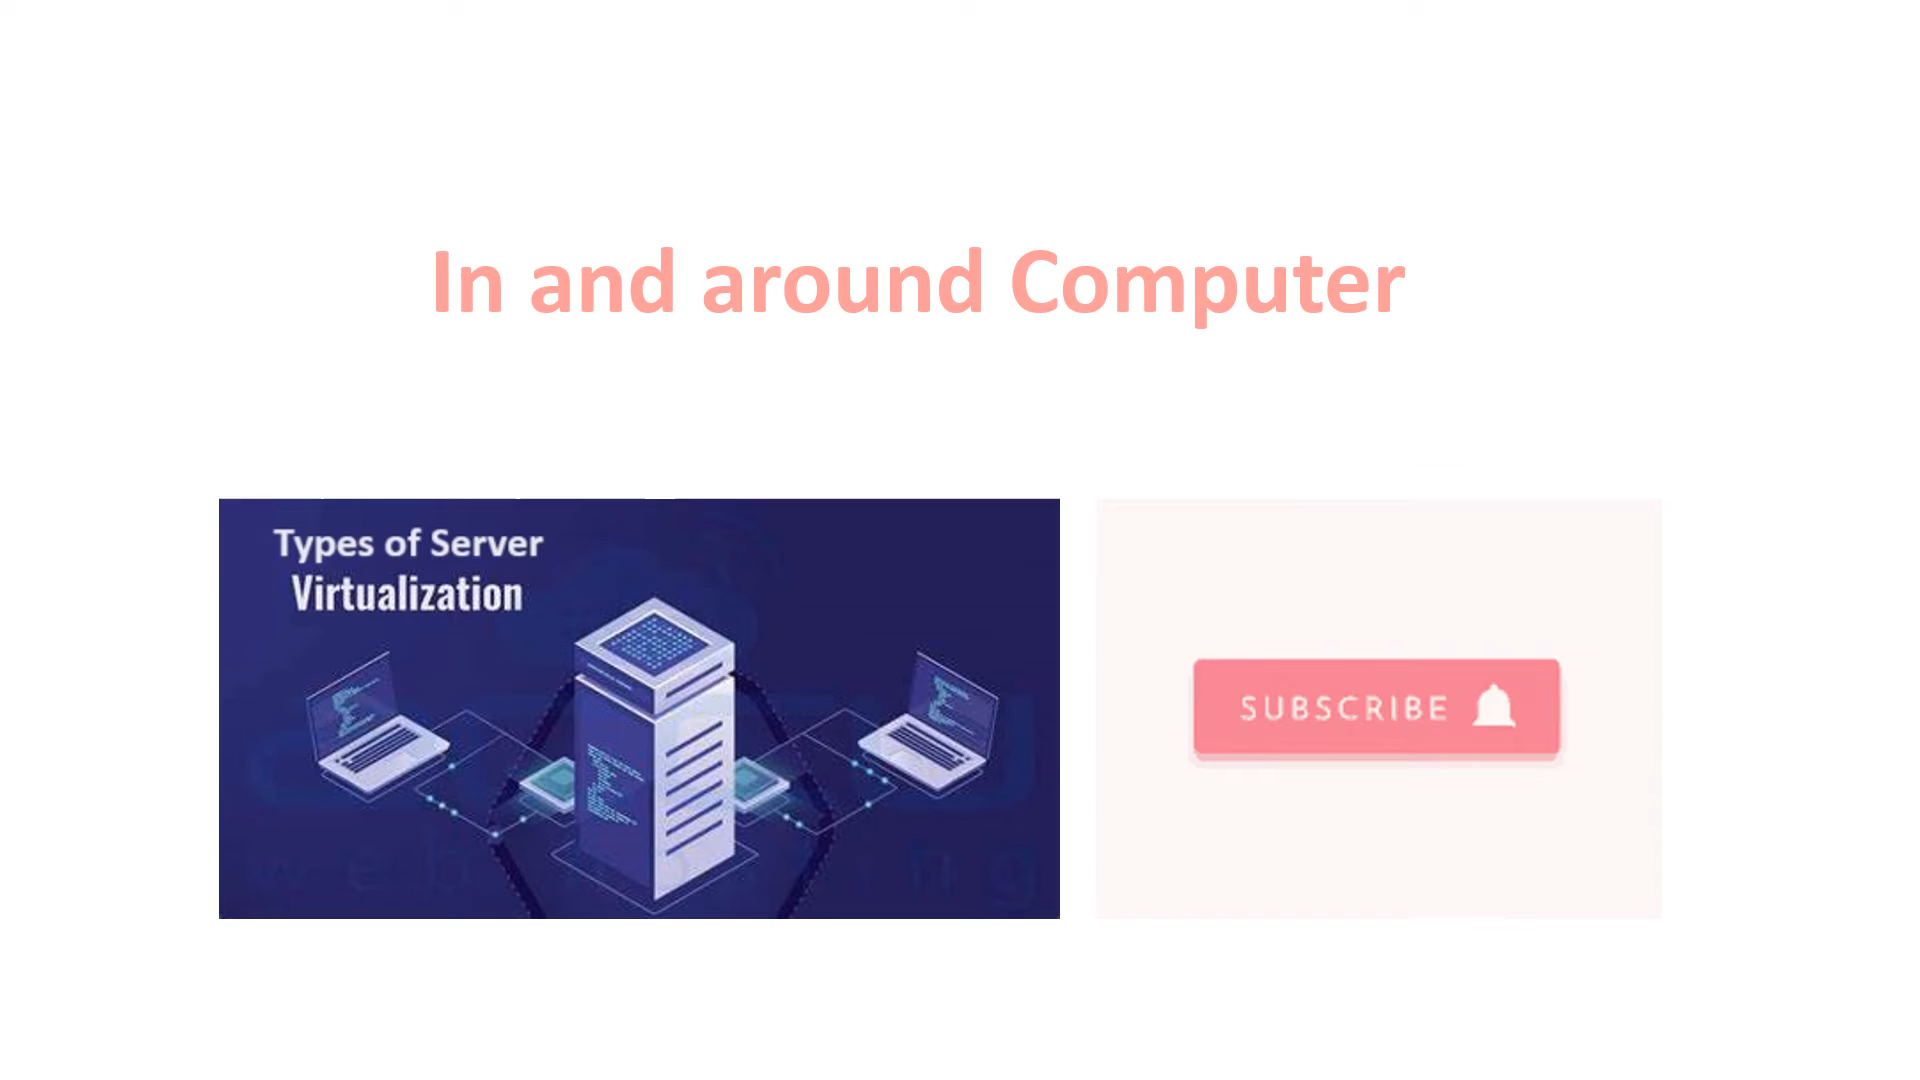 In and around Computer
Types of Server
Virtualization
SUBSCRIBE